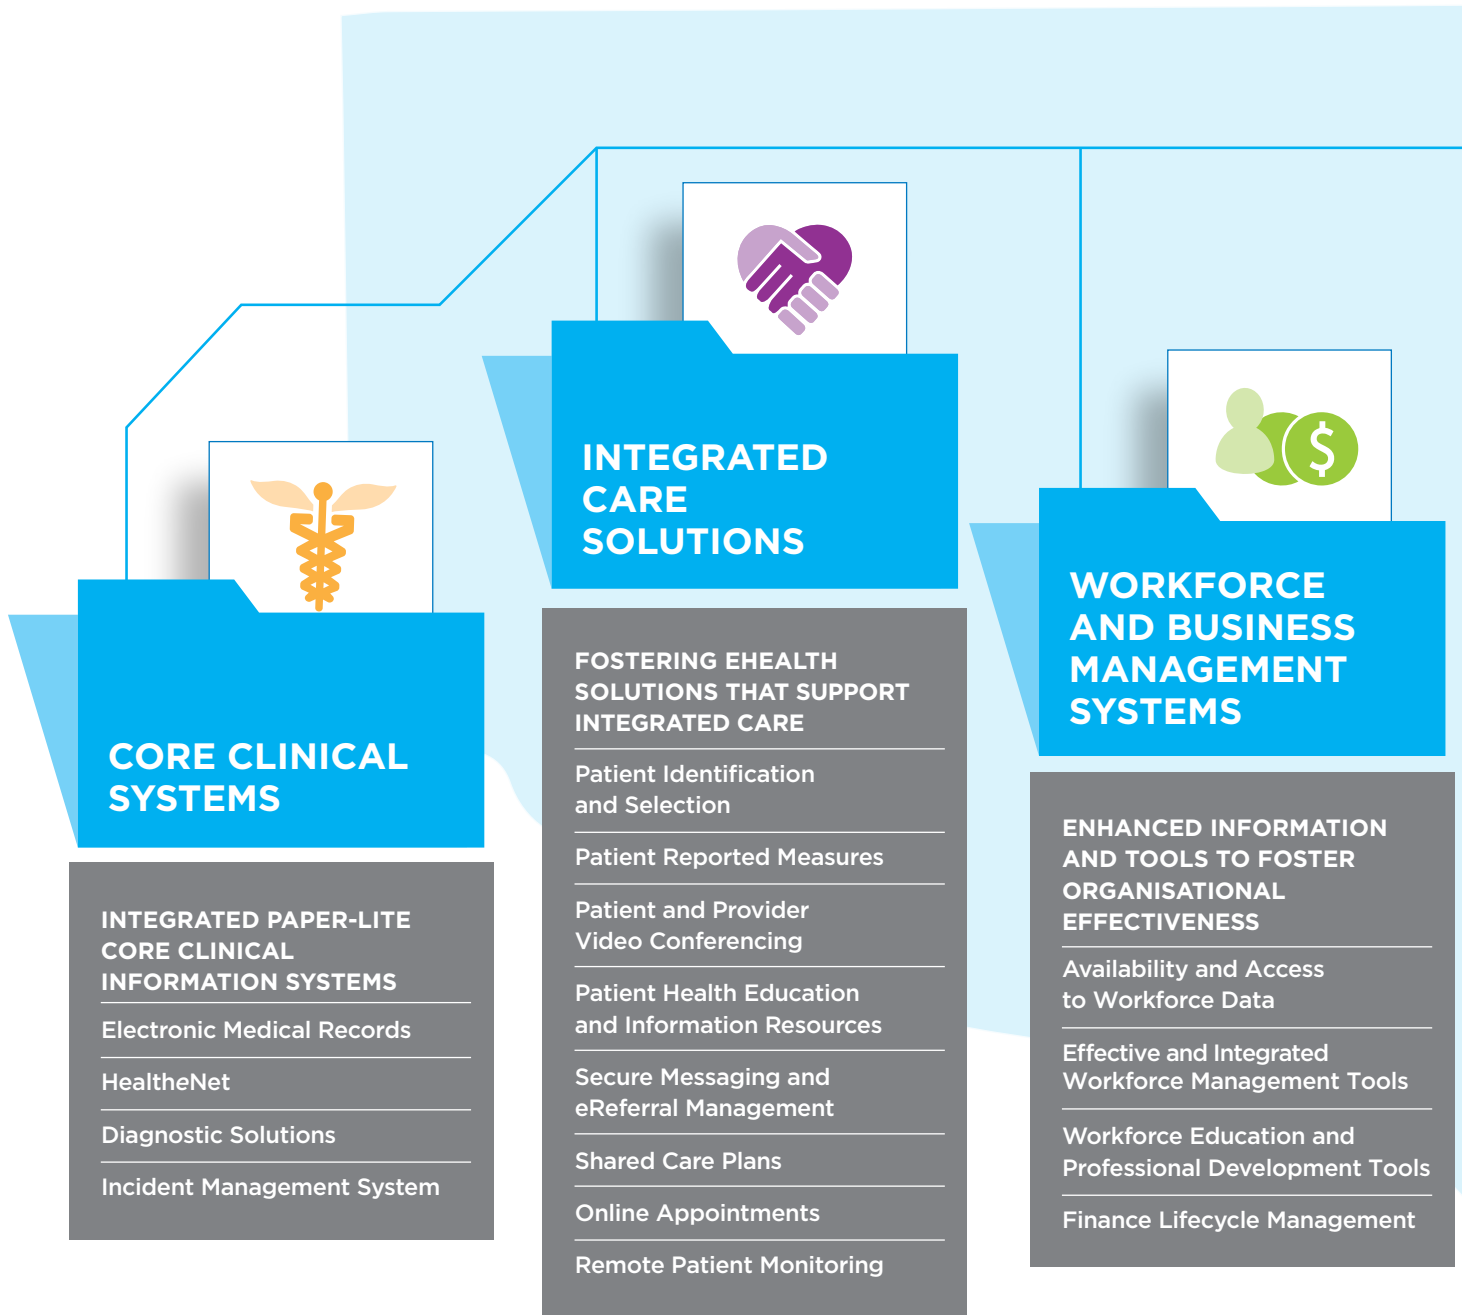 CORE CLINICAL
SYSTEMS
INTEGRATED PAPER-LITE
CORE CLINICAL
INFORMATION SYSTEMS
Electronic Medical Records
HealtheNet
Diagnostic Solutions
Incident Management System
INTEGRATED
CARE
SOLUTIONS
FOSTERING EHEALTH
SOLUTIONS THAT SUPPORT
INTEGRATED CARE
Patient Identification
and Selection
Patient Reported Measures
Patient and Provider
Video Conferencing
Patient Health Education
and Information Resources
Secure Messaging and
eReferral Management
Shared Care Plans
Online Appointments
Remote Patient Monitoring
$
WORKFORCE
AND BUSINESS
MANAGEMENT
SYSTEMS
ENHANCED INFORMATION
AND TOOLS TO FOSTER
ORGANISATIONAL
EFFECTIVENESS
Availability and Access
to Workforce Data
Effective and Integrated
Workforce Management Tools
Workforce Education and
Professional Development Tools
Finance Lifecycle Management